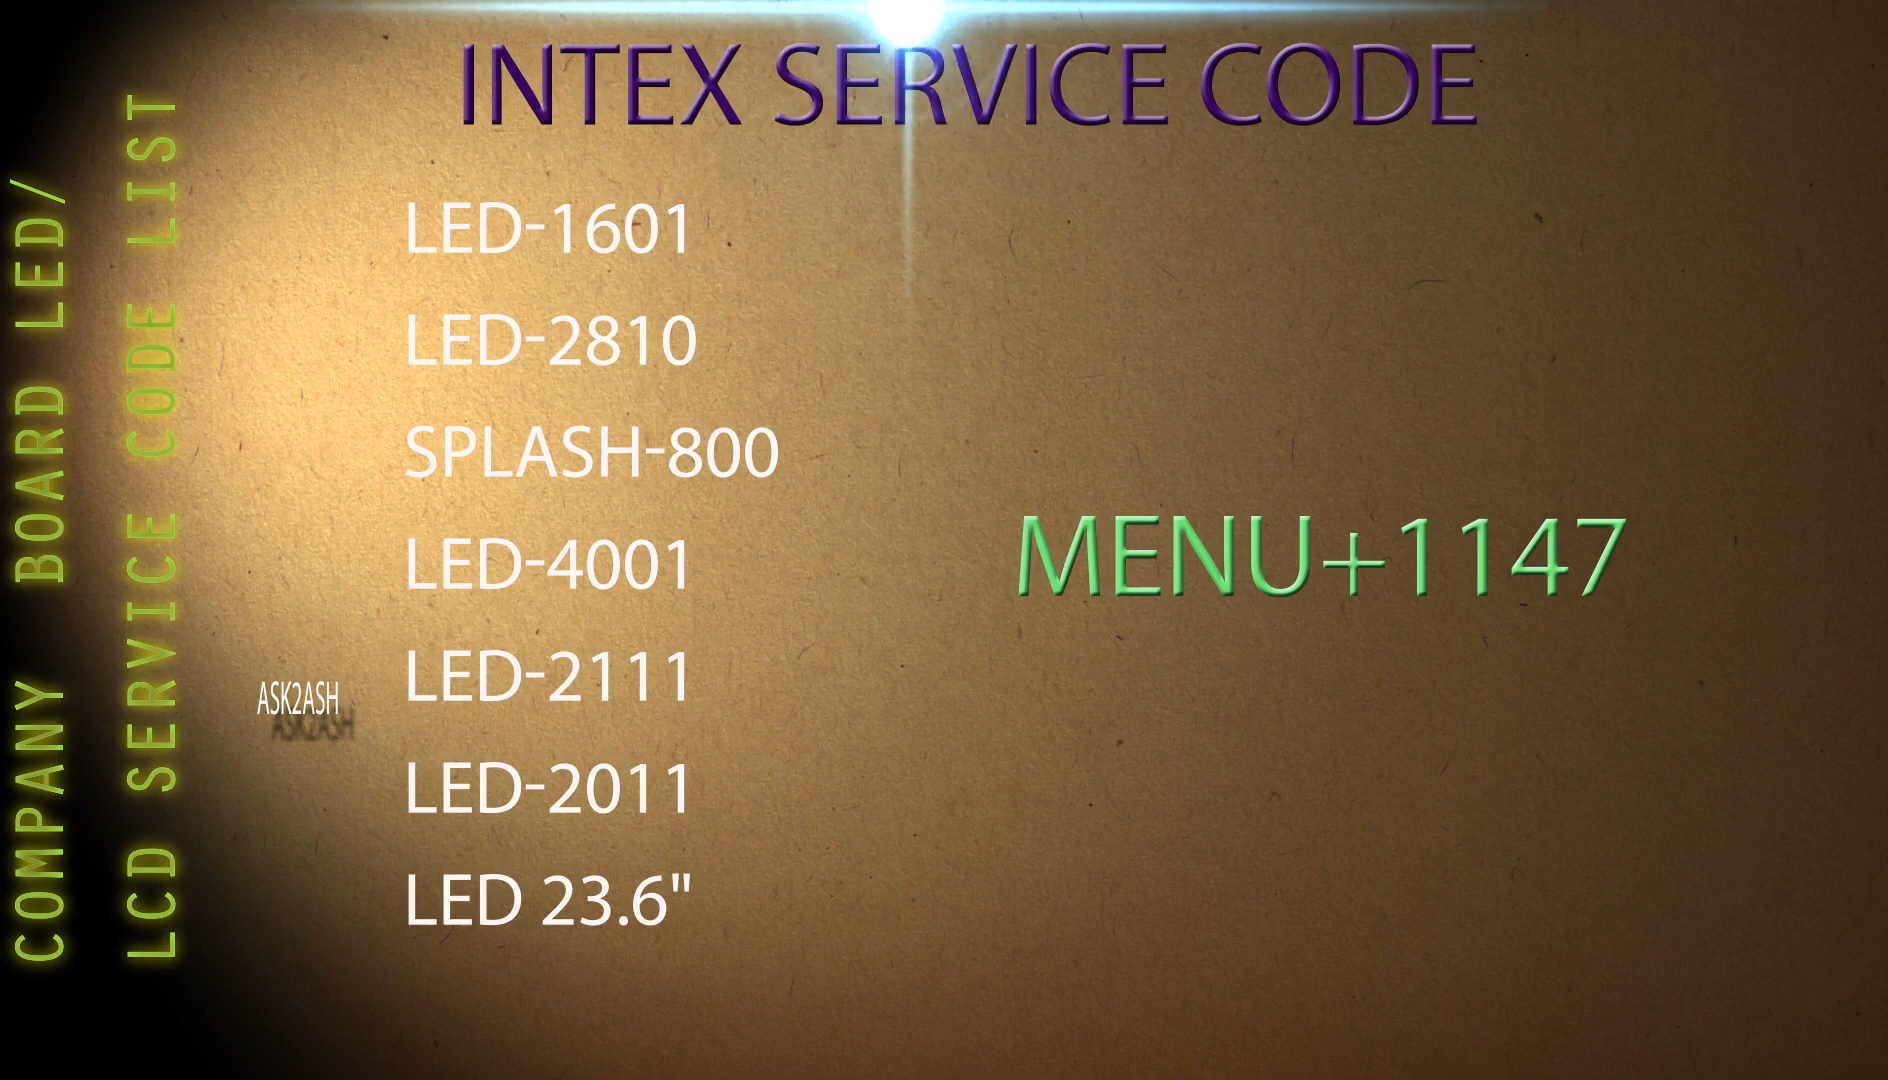 INTEX SERVICE CODE
COMPANY BOARD LED/
LCD SERVICE CODE LIST
LED-1601
LED-2810
SPLASH-800
LED-4001
MENU+1147
LED-2111
ASK2ASH
LED-2011
LED 23.6"